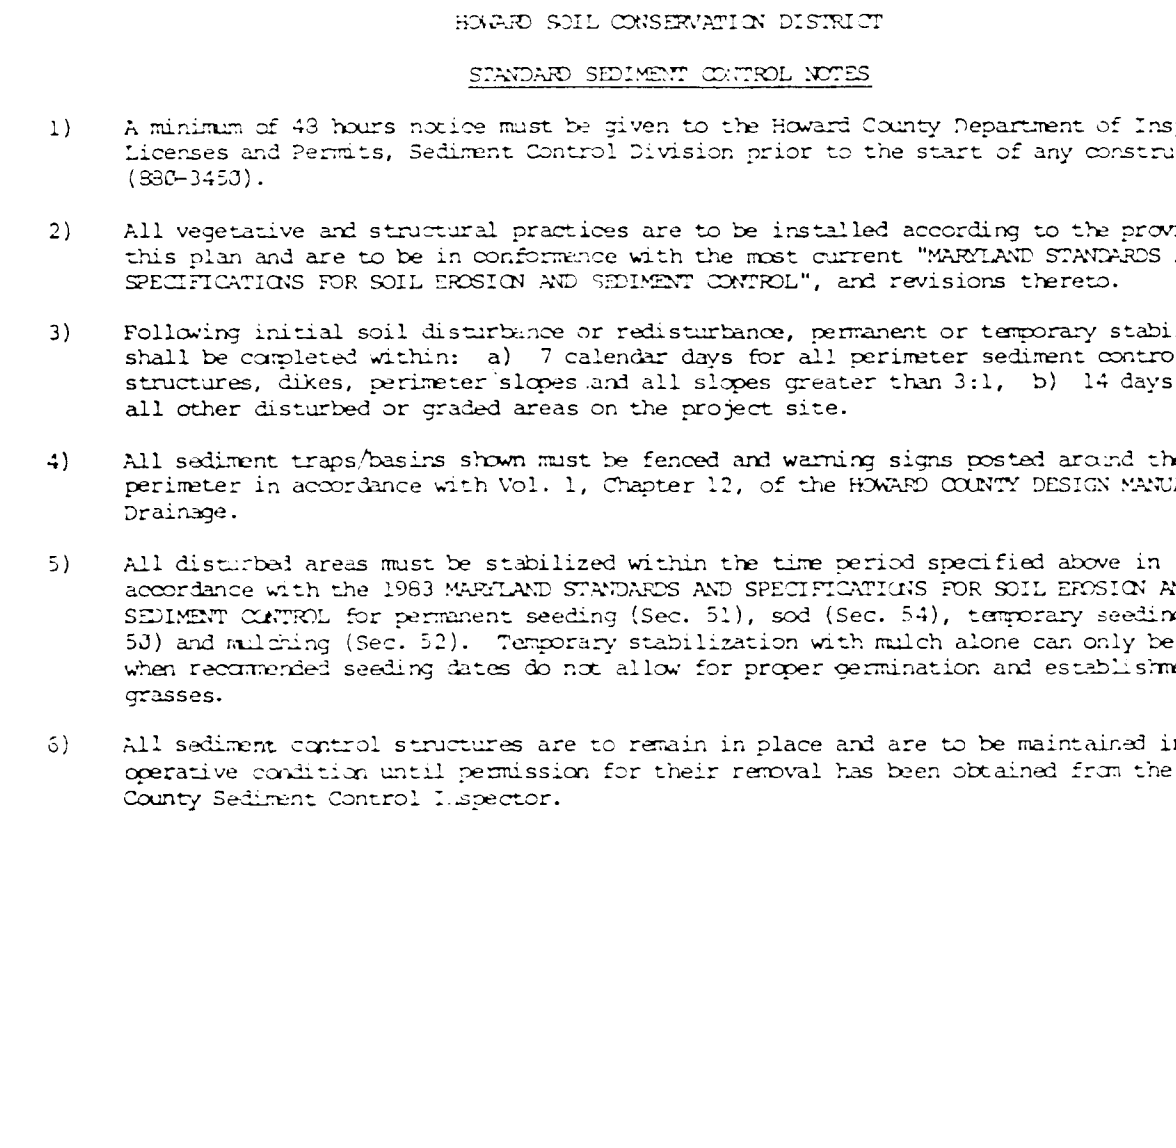 HOWARD SOIL CONSERVATION DISTRICT
STANDARD SEDIMENT CONTROL NOTES
1) A minimum of 48 hours notice must be given to the Howard County Department of Ins
Licenses and Permits, Sediment Control Division prior to the start of any constru
2) All vegetative and structural practices are to be installed according to the prov
this plan and are to be in conformance with the most current "MARYLAND STANDARDS
SPECIFICATIONS FOR SOIL EROSION AND SEDIMENT CONTROL", and revisions thereto.
3) Following initial soil disturbance or redisturbance, permanent or temporary stabil
shall be completed within: a) 7 calendar days for all perimeter sediment contro
structures, dikes, perimeter slopes and all slopes greater than 3:1, b) 14 days
all other disturbed or graded areas on the project site.
4) All sediment traps/basins shown must be fenced and warning signs posted around the
perimeter in accordance with Vol. 1, Chapter 12, of the HOWARD COUNTY DESIGN MANUA
Drainage.
5) All disturbed areas must be stabilized within the time period specified above in
accordance with the 1983 MARYLAND STANDARDS AND SPECIFICATIONS FOR SOIL EROSION A
SEDIMENT CONTROL for permanent seeding (Sec. 51), sod (Sec. 54), temporary seedin
50) and mulching (Sec. 52). Temporary stabilization with mulch alone can only be
when recommended seeding dates do not allow for proper germination and establishme
grasses.
6) All sediment control structures are to remain in place and are to be maintained i
operative condition until permission for their removal has been obtained from the
County Sediment Control Inspector.